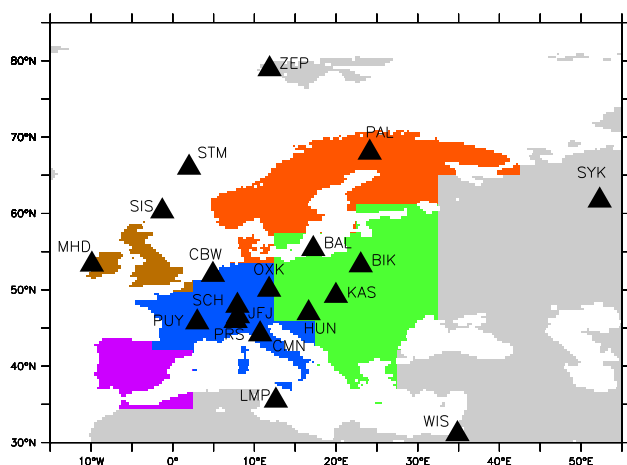 80°N
ZEP
70°N
PAL
STM
SYK
60°N
SIS
MHD
BAL
CBW
OXK
BIK
50°N
SCH
KAS
PUY
JFJ
HUN
PRS
CMN
40°N
LMP
WIS
30°N
10°W
0°
10°E
20°E
30°E
40°E
50°E